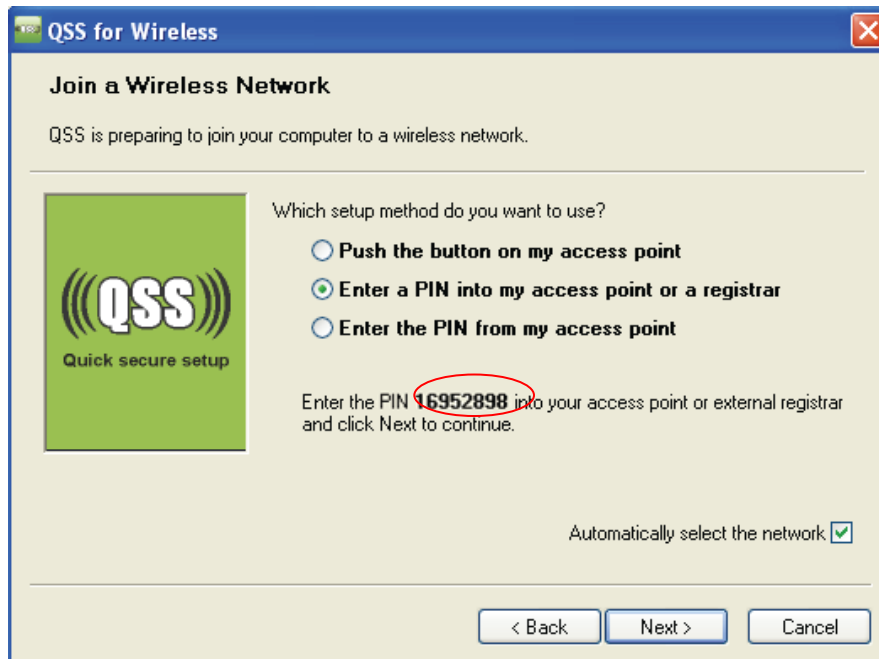 QSS for Wireless
Join a Wireless Network
QSS is preparing to join your computer to a wireless network.
Which setup method do you want to use?
Push the button on my access point
Enter a PIN into my access point or a registrar
Enter the PIN from my access point
(((QSS)))
Quick secure setup
Enter the PIN 16952898 into your access point or external registrar
and click Next to continue.
Automatically select the network
< Back
Next >
Cancel